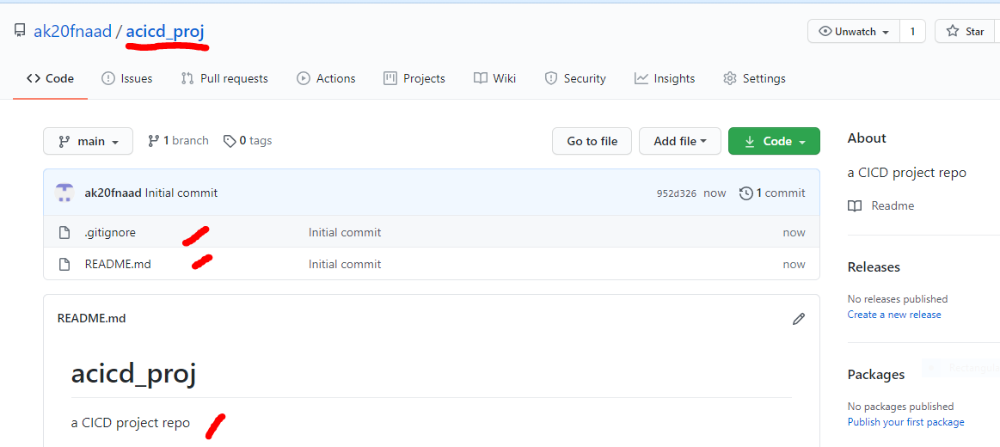 ak20fnaad / acicd_proj
Unwatch 1 Star
Code Issues Pull requests Actions Projects Wiki Security Insights Settings
main 1 branch 0 tags Go to file Add file Code
ak20fnaad Initial commit 952d326 now 1 commit
.gitignore Initial commit now
README.md Initial commit now
README.md
acicd_proj
a CICD project repo
About
a CICD project repo
Readme
Releases
No releases published
Create a new release
Packages
No packages published
Publish your first package